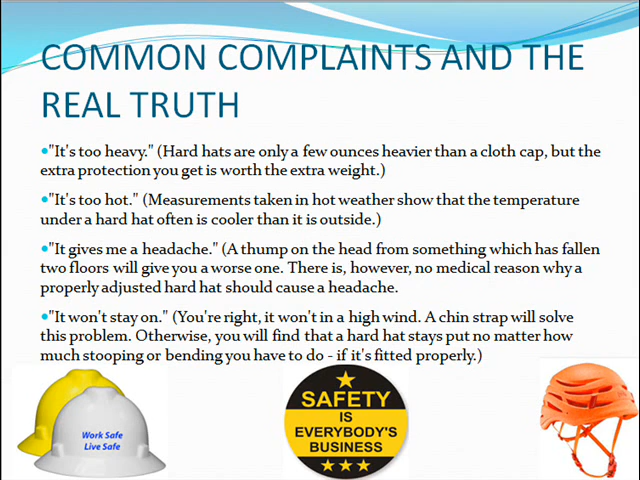 COMMON COMPLAINTS AND THE
REAL TRUTH
•"It's too heavy." (Hard hats are only a few ounces heavier than a cloth cap, but the
extra protection you get is worth the extra weight.)
•"It's too hot." (Measurements taken in hot weather show that the temperature
under a hard hat often is cooler than it is outside.)
•"It gives me a headache." (A thump on the head from something which has fallen
two floors will give you a worse one. There is, however, no medical reason why a
properly adjusted hard hat should cause a headache.
•"It won't stay on." (You're right, it won't in a high wind. A chin strap will solve
this problem. Otherwise, you will find that a hard hat stays put no matter how
much stooping or bending you have to do - if it's fitted properly.)
Work Safe
Live Safe
SAFETY
IS
EVERYBODY'S
BUSINESS